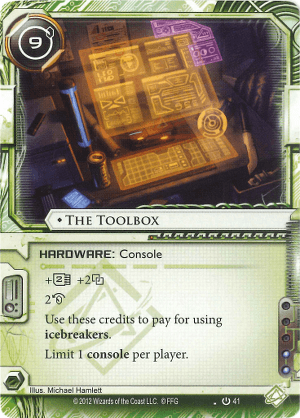 9
• THE TOOLBOX
HARDWARE: Console
+2 +2
2
Use these credits to pay for using
icebreakers.
Limit 1 console per player.
Illus. Michael Hamlett
© 2012 Wizards of the Coast LLC. © FFG
41